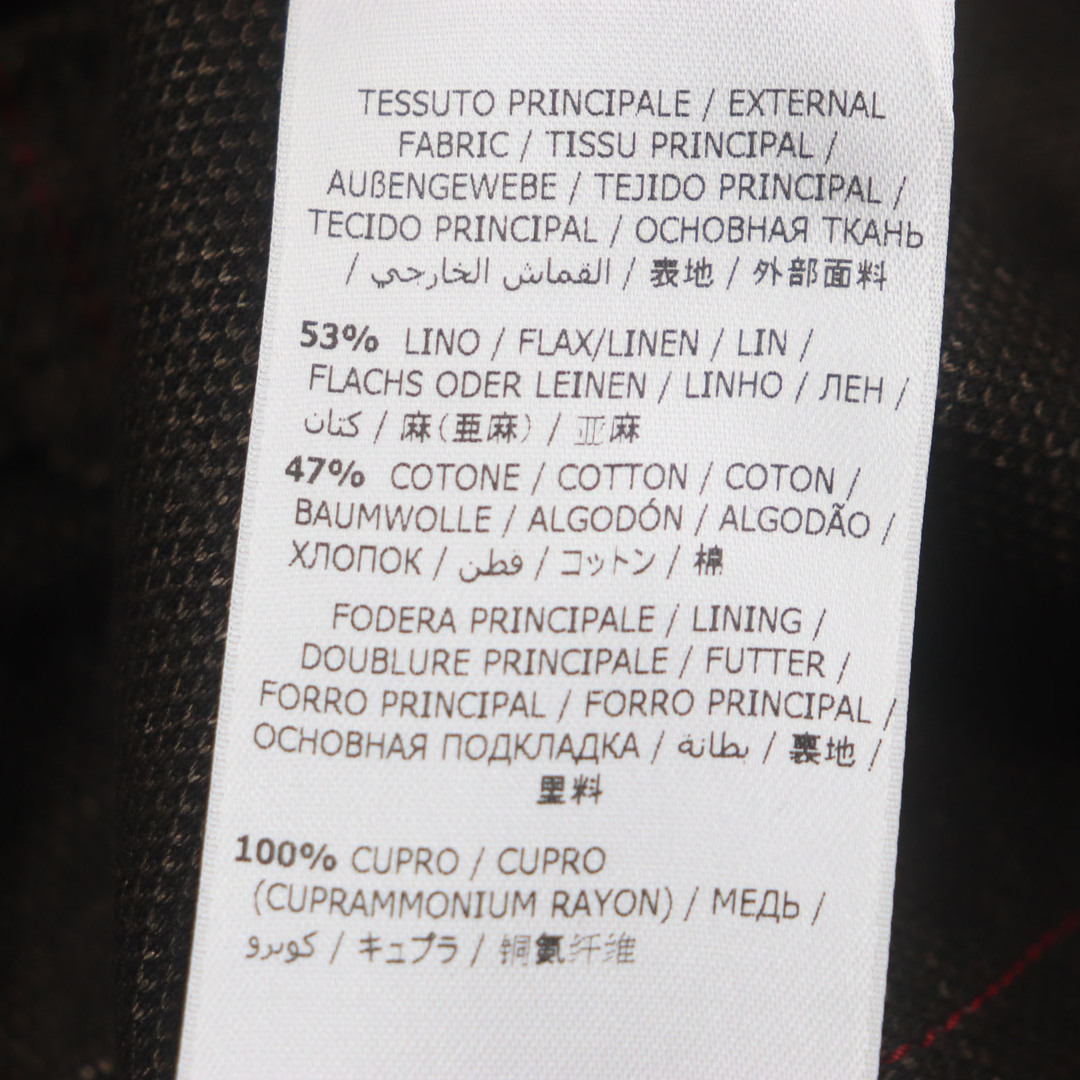 TESSUTO PRINCIPALE / EXTERNAL
FABRIC / TISSU PRINCIPAL /
AUßENGEWEBE / TEJIDO PRINCIPAL /
TECIDO PRINCIPAL / ОСНОВНАЯ ТКАНЬ
/ القماش الخارجي / 表地 / 外部面料
53% LINO / FLAX/LINEN / LIN /
FLACHS ODER LEINEN / LINHO / ЛЕН /
كتان / 麻(亜麻) / 亚麻
47% COTONE / COTTON / COTON /
BAUMWOLLE / ALGODÓN / ALGODÃO /
ХЛОПОК / قطن / コットン / 棉
FODERA PRINCIPALE / LINING /
DOUBLURE PRINCIPALE / FUTTER /
FORRO PRINCIPAL / FORRO PRINCIPAL /
ОСНОВНАЯ ПОДКЛАДКА / بطانة / 裏地 /
里料
100% CUPRO / CUPRO
(CUPRAMMONIUM RAYON) / МЕДЬ /
كوبرو / キュプラ / 铜氨纤维